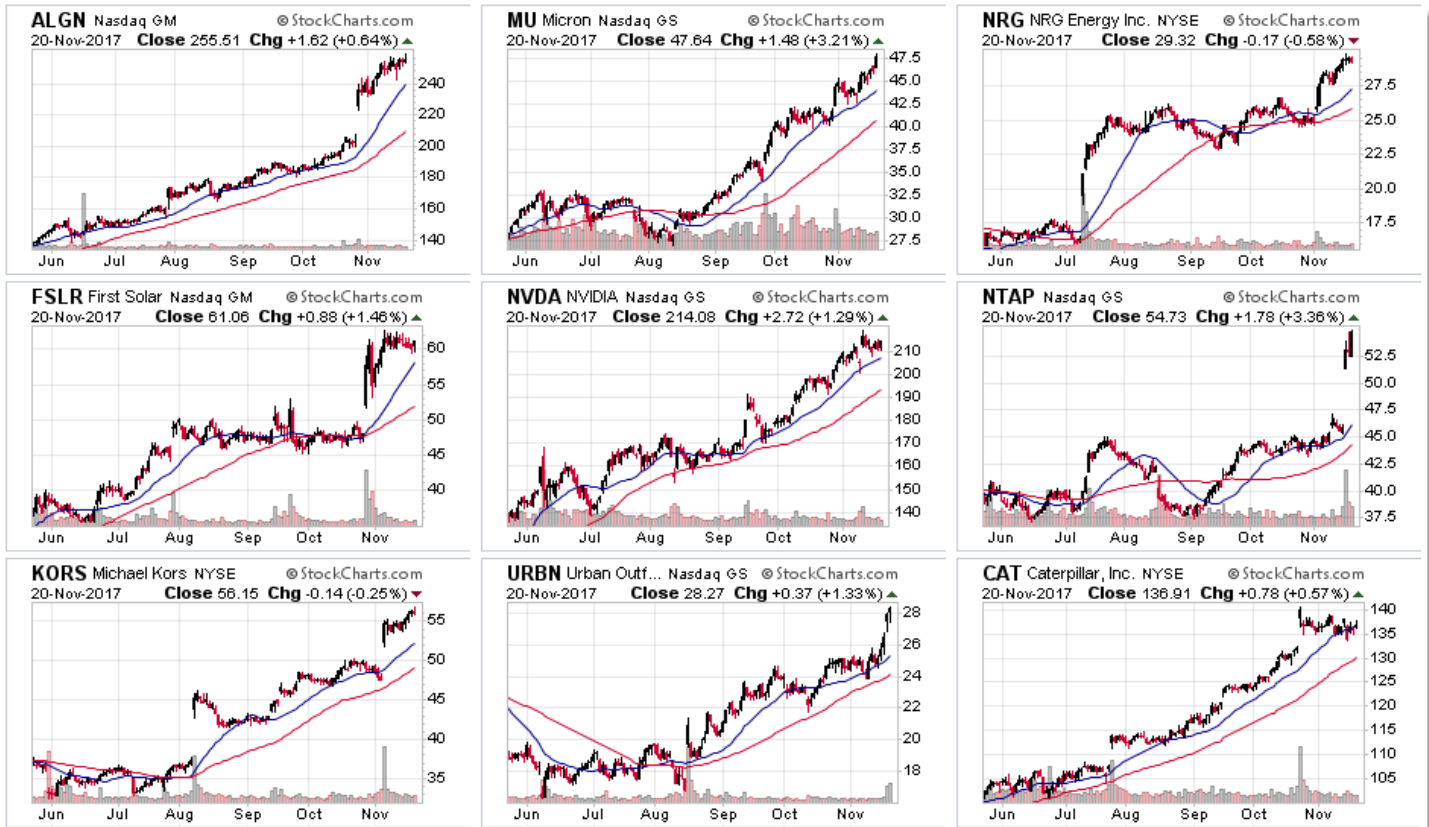 ALGN Nasdaq GM © StockCharts.com
20-Nov-2017 Close 255.51 Chg +1.62 (+0.64%)
240
220
200
180
160
140
Jun Jul Aug Sep Oct Nov
MU Micron Nasdaq GS © StockCharts.com
20-Nov-2017 Close 47.64 Chg +1.48 (+3.21%)
47.5
45.0
42.5
40.0
37.5
35.0
32.5
30.0
27.5
Jun Jul Aug Sep Oct Nov
NRG NRG Energy Inc. NYSE © StockCharts.com
20-Nov-2017 Close 29.32 Chg -0.17 (-0.58%)
27.5
25.0
22.5
20.0
17.5
Jun Jul Aug Sep Oct Nov
FSLR First Solar Nasdaq GM © StockCharts.com
20-Nov-2017 Close 61.06 Chg +0.88 (+1.46%)
60
55
50
45
40
Jun Jul Aug Sep Oct Nov
NVDA NVIDIA Nasdaq GS © StockCharts.com
20-Nov-2017 Close 214.08 Chg +2.72 (+1.29%)
210
200
190
180
170
160
150
140
Jun Jul Aug Sep Oct Nov
NTAP Nasdaq GS © StockCharts.com
20-Nov-2017 Close 54.73 Chg +1.78 (+3.36%)
52.5
50.0
47.5
45.0
42.5
40.0
37.5
Jun Jul Aug Sep Oct Nov
KORS Michael Kors NYSE © StockCharts.com
20-Nov-2017 Close 56.15 Chg -0.14 (-0.25%)
55
50
45
40
35
Jun Jul Aug Sep Oct Nov
URBN Urban Outf... Nasdaq GS © StockCharts.com
20-Nov-2017 Close 28.27 Chg +0.37 (+1.33%)
28
26
24
22
20
18
Jun Jul Aug Sep Oct Nov
CAT Caterpillar, Inc. NYSE © StockCharts.com
20-Nov-2017 Close 136.91 Chg +0.78 (+0.57%)
140
135
130
125
120
115
110
105
Jun Jul Aug Sep Oct Nov